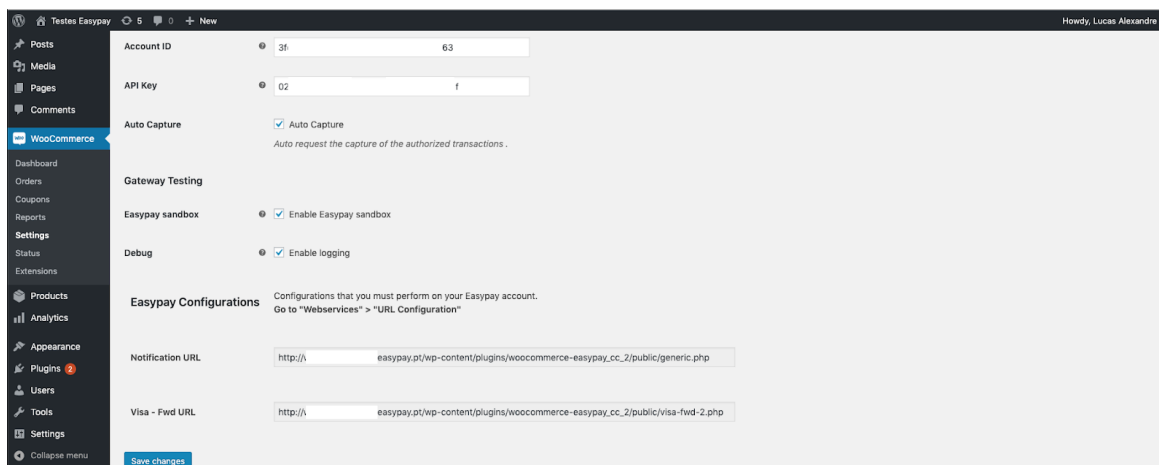 Testes Easypay 5 0 + New Howdy, Lucas Alexandre
Posts
Media
Pages
Comments
WooCommerce
Dashboard
Orders
Coupons
Reports
Settings
Status
Extensions
Products
Analytics
Appearance
Plugins 2
Users
Tools
Settings
Collapse menu
Account ID 3f 63
API Key 02 f
Auto Capture Auto Capture
Auto request the capture of the authorized transactions .
Gateway Testing
Easypay sandbox Enable Easypay sandbox
Debug Enable logging
Easypay Configurations Configurations that you must perform on your Easypay account.
Go to "Webservices" > "URL Configuration"
Notification URL http:// easypay.pt/wp-content/plugins/woocommerce-easypay_cc_2/public/generic.php
Visa - Fwd URL http:// easypay.pt/wp-content/plugins/woocommerce-easypay_cc_2/public/visa-fwd-2.php
Save changes